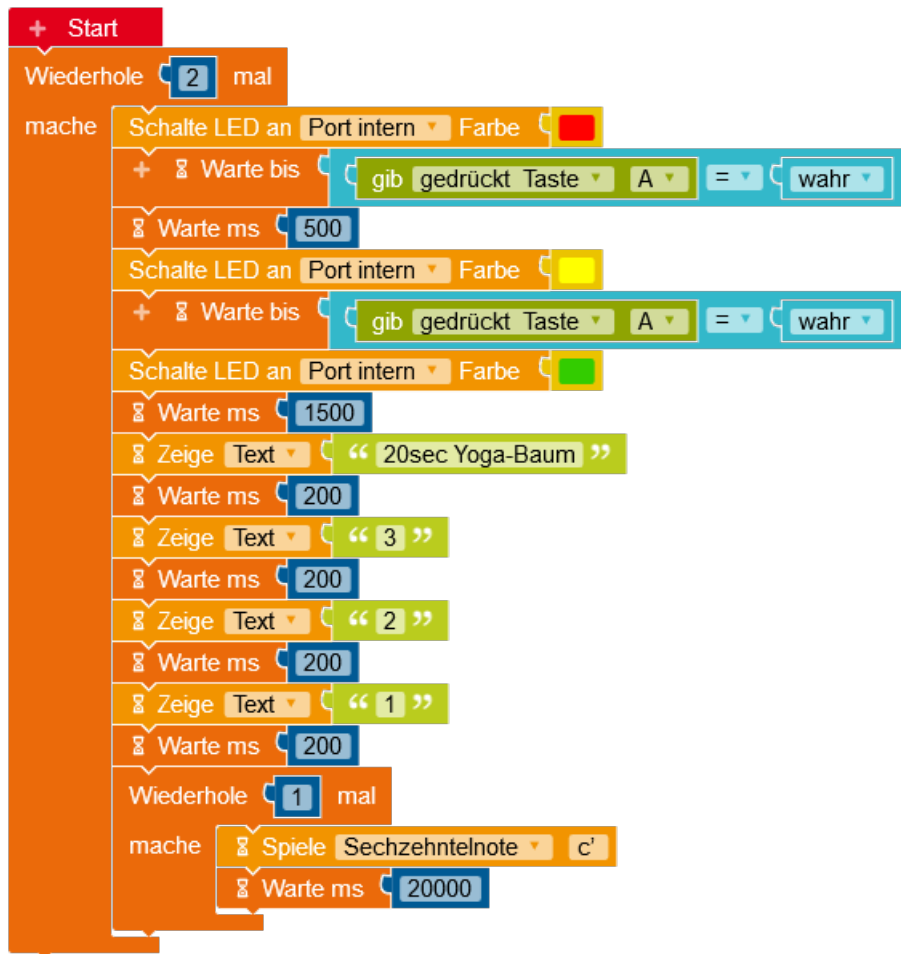 + Start
Wiederhole 2 mal
mache Schalte LED an Port intern Farbe
+ Warte bis gib gedrückt Taste A = wahr
Warte ms 500
Schalte LED an Port intern Farbe
+ Warte bis gib gedrückt Taste A = wahr
Schalte LED an Port intern Farbe
Warte ms 1500
Zeige Text “ 20sec Yoga-Baum ”
Warte ms 200
Zeige Text “ 3 ”
Warte ms 200
Zeige Text “ 2 ”
Warte ms 200
Zeige Text “ 1 ”
Warte ms 200
Wiederhole 1 mal
mache Spiele Sechzehntelnote c'
Warte ms 20000